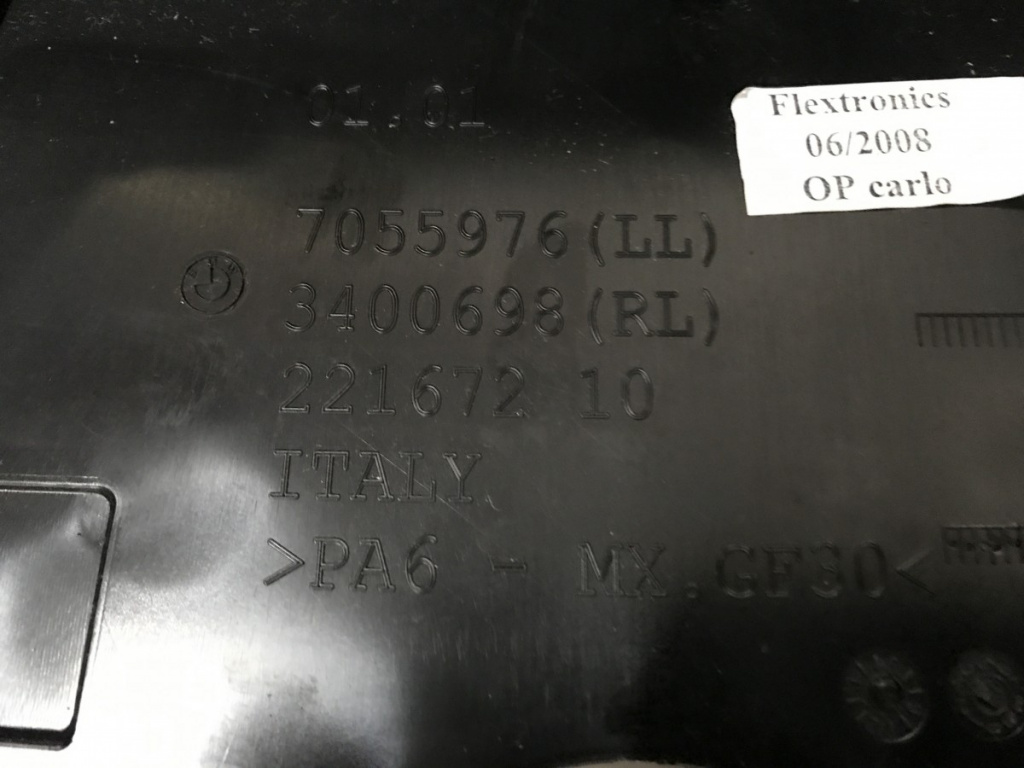 01.01
Flextronics
06/2008
OP carlo
7055976(LL)
3400698(RL)
221672 10
ITALY
>PA6 - MX.GF30<